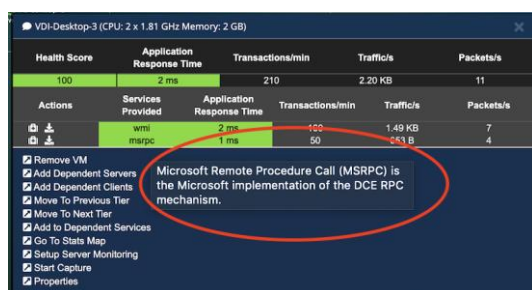 VDI-Desktop-3 (CPU: 2 x 1.81 GHz Memory: 2 GB)
Health Score Application Response Time Transactions/min Traffic/s Packets/s
100 2 ms 210 2.20 KB 11
Actions Services Provided Application Response Time Transactions/min Traffic/s Packets/s
wmi 2 ms 160 1.49 KB 7
msrpc 1 ms 50 653 B 4
Remove VM
Add Dependent Servers
Add Dependent Clients
Move To Previous Tier
Move To Next Tier
Add to Dependent Services
Go To Stats Map
Setup Server Monitoring
Start Capture
Properties
Microsoft Remote Procedure Call (MSRPC) is
the Microsoft implementation of the DCE RPC
mechanism.